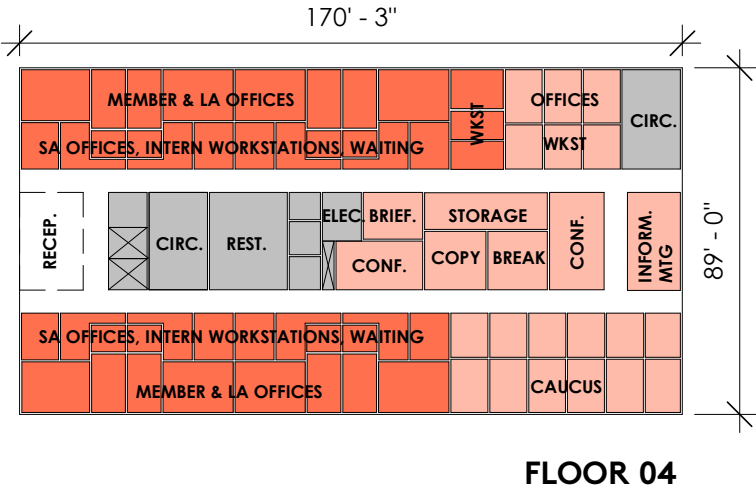 170' - 3"
MEMBER & LA OFFICES
OFFICES
CIRC.
WKST
WKST
SA OFFICES, INTERN WORKSTATIONS, WAITING
RECEP.
CIRC.
REST.
ELEC.
BRIEF.
STORAGE
CONF.
COPY
BREAK
CONF.
INFORM.
MTG
89' - 0"
SA OFFICES, INTERN WORKSTATIONS, WAITING
MEMBER & LA OFFICES
CAUCUS
FLOOR 04